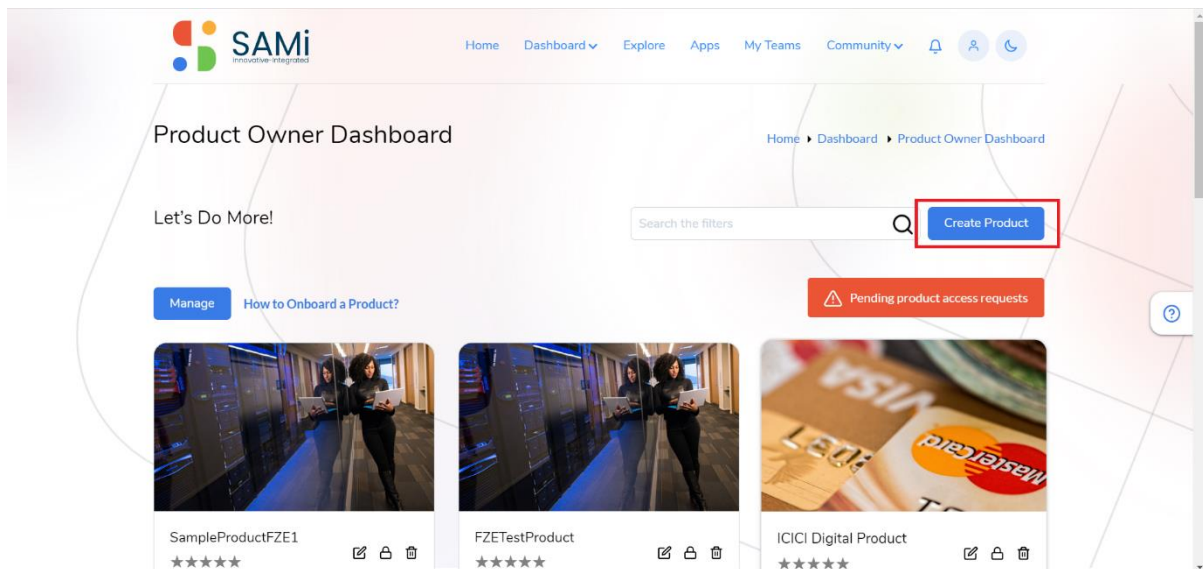 SAMi
Innovative-Integrated
Home Dashboard Explore Apps My Teams Community
Product Owner Dashboard
Home Dashboard Product Owner Dashboard
Let's Do More!
Search the filters
Create Product
Manage
How to Onboard a Product?
Pending product access requests
VISA
MasterCard
SampleProductFZE1
FZETestProduct
ICICI Digital Product